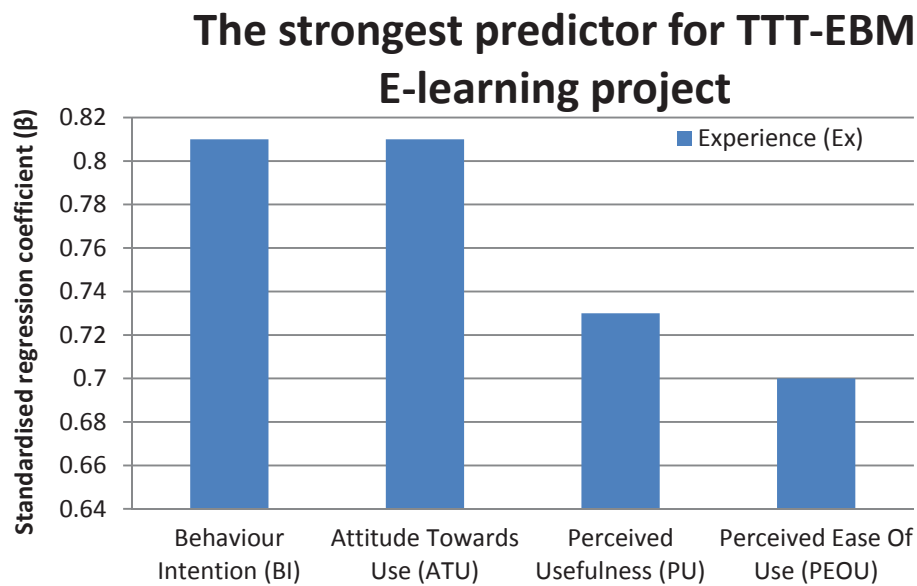 The strongest predictor for TTT-EBM
E-learning project
Standardised regression coefficient (β)
0.82
0.8
0.78
0.76
0.74
0.72
0.7
0.68
0.66
0.64
Experience (Ex)
Behaviour
Intention (BI)
Attitude Towards
Use (ATU)
Perceived
Usefulness (PU)
Perceived Ease Of
Use (PEOU)